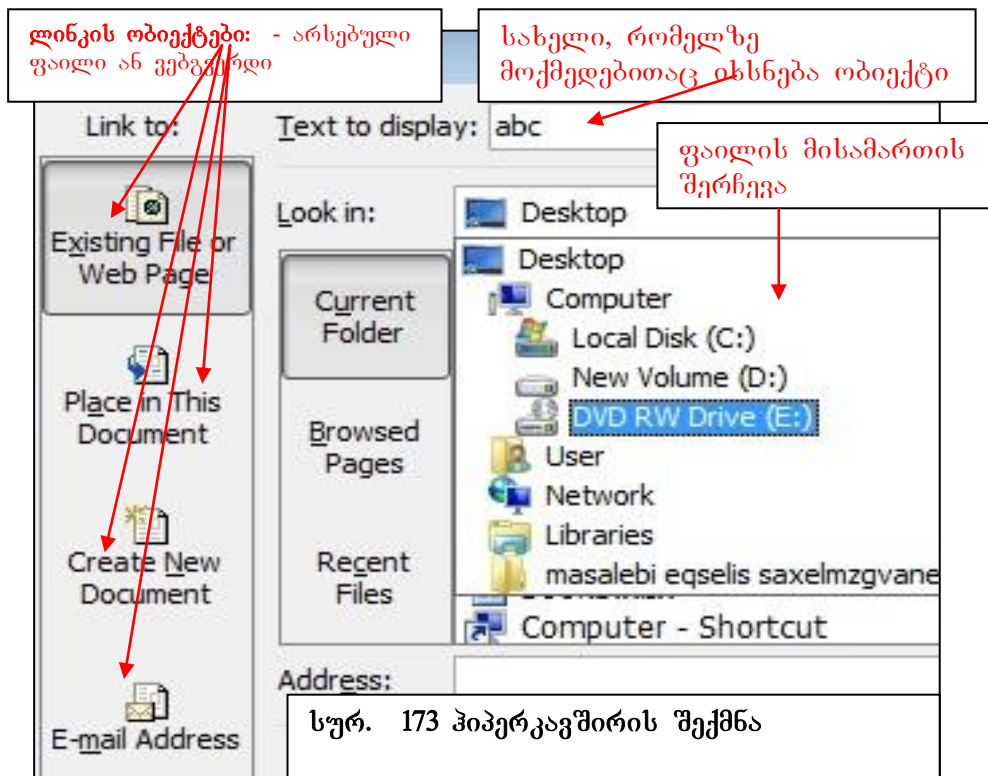 ლინკის ობიექტები: - არსებული
ფაილი ან ვებგვერდი
სახელი, რომელზე
მოქმედებითაც იხსნება ობიექტი
Link to:
Text to display: abc
ფაილის მისამართის
შერჩევა
Existing File or
Web Page
Place in This
Document
Create New
Document
E-mail Address
Look in:
Desktop
Current
Folder
Browsed
Pages
Recent
Files
Desktop
Computer
Local Disk (C:)
New Volume (D:)
DVD RW Drive (E:)
User
Network
Libraries
masalebi eqselis saxelmzgvane
Computer - Shortcut
Address:
სურ. 173 ჰიპერკავშირის შექმნა